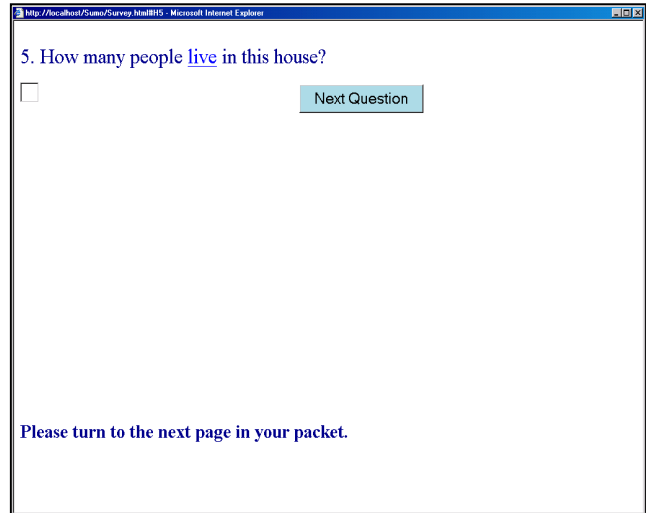 http://localhost/Sumo/Survey.html#H5 - Microsoft Internet Explorer
5. How many people live in this house?
Next Question
Please turn to the next page in your packet.